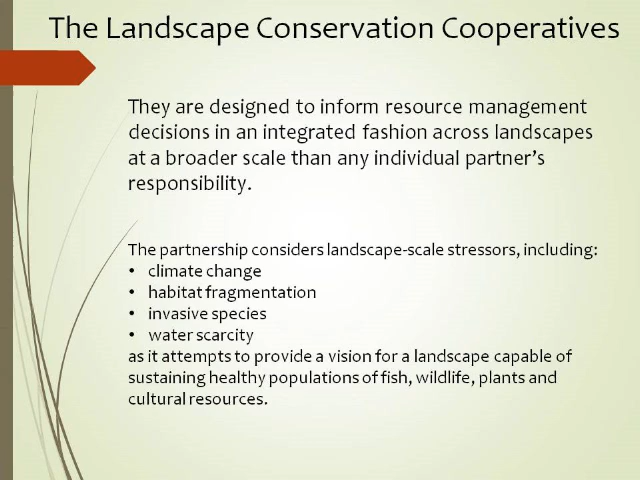 The Landscape Conservation Cooperatives
They are designed to inform resource management
decisions in an integrated fashion across landscapes
at a broader scale than any individual partner's
responsibility.
The partnership considers landscape-scale stressors, including:
• climate change
• habitat fragmentation
• invasive species
• water scarcity
as it attempts to provide a vision for a landscape capable of
sustaining healthy populations of fish, wildlife, plants and
cultural resources.